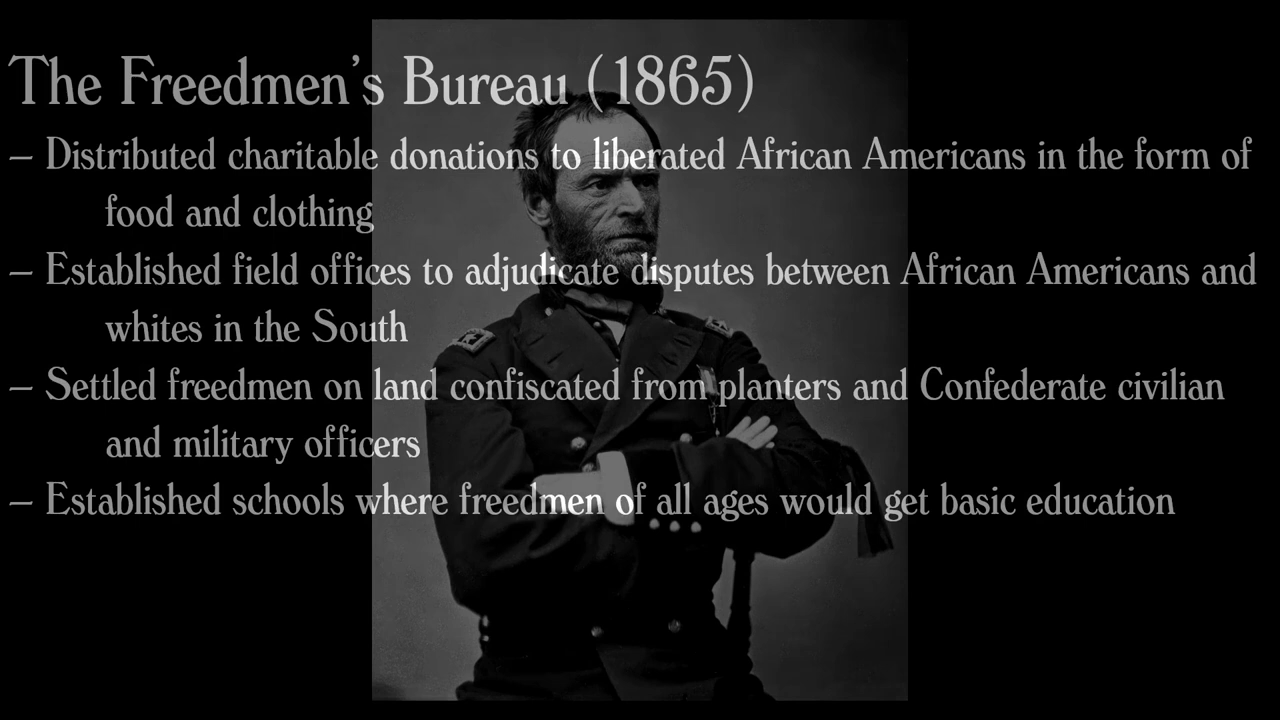 The Freedmen's Bureau (1865)
– Distributed charitable donations to liberated African Americans in the form of
food and clothing
– Established field offices to adjudicate disputes between African Americans and
whites in the South
– Settled freedmen on land confiscated from planters and Confederate civilian
and military officers
– Established schools where freedmen of all ages would get basic education